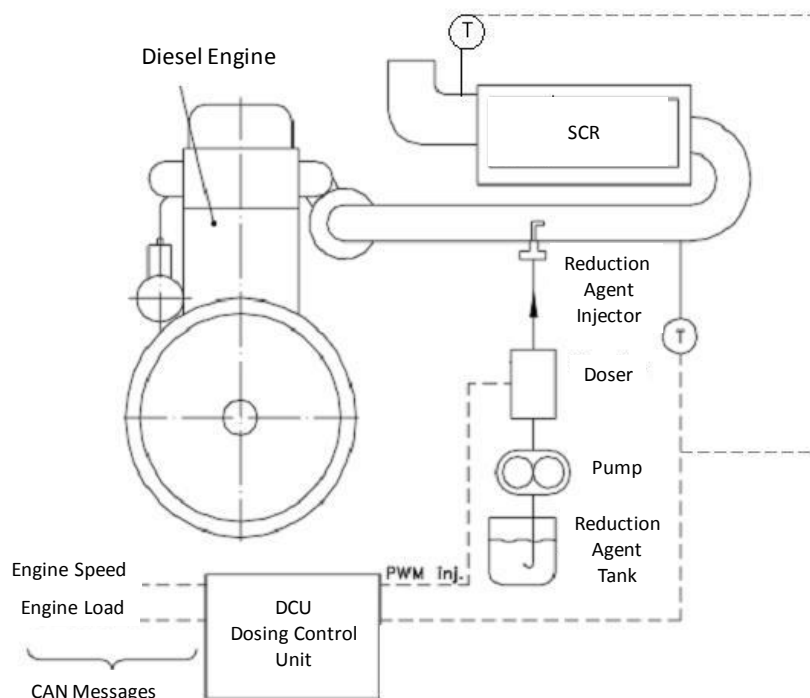 T
Diesel Engine
SCR
Reduction
Agent
Injector
T
Doser
Pump
Reduction
Agent
Tank
Engine Speed
PWM Inj.
Engine Load
DCU
Dosing Control
Unit
CAN Messages